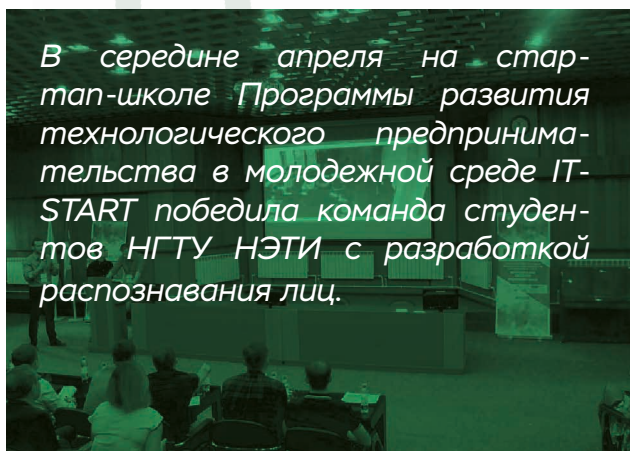 В середине апреля на стар-
тап-школе Программы развития
технологического предпринима-
тельства в молодежной среде IT-
START победила команда студен-
тов НГТУ НЭТИ с разработкой
распознавания лиц.